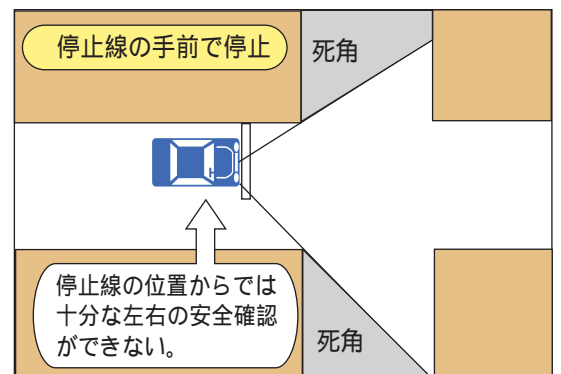 停止線の手前で停止
死角
停止線の位置からでは
十分な左右の安全確認
ができない。
死角